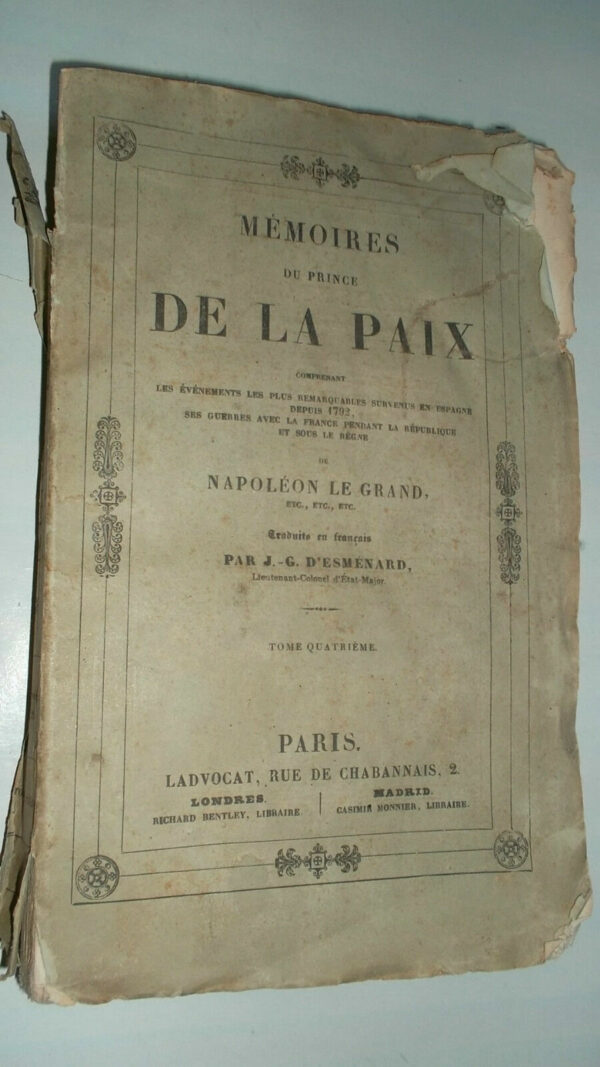 MÉMOIRES
DU PRINCE
DE LA PAIX
COMPRENANT
LES ÉVÉNEMENTS LES PLUS REMARQUABLES SURVENUS EN ESPAGNE
DEPUIS 1792,
SES GUERRES AVEC LA FRANCE PENDANT LA RÉPUBLIQUE
ET SOUS LE RÈGNE
DE
NAPOLÉON LE GRAND,
ETC., ETC., ETC.
Traduits en français
PAR J.-G. D'ESMÉNARD,
Lieutenant-Colonel d'État-Major.
TOME QUATRIÈME.
PARIS.
LADVOCAT, RUE DE CHABANNAIS, 2.
LONDRES.
RICHARD BENTLEY, LIBRAIRE.
MADRID.
CASIMIR MONNIER, LIBRAIRE.